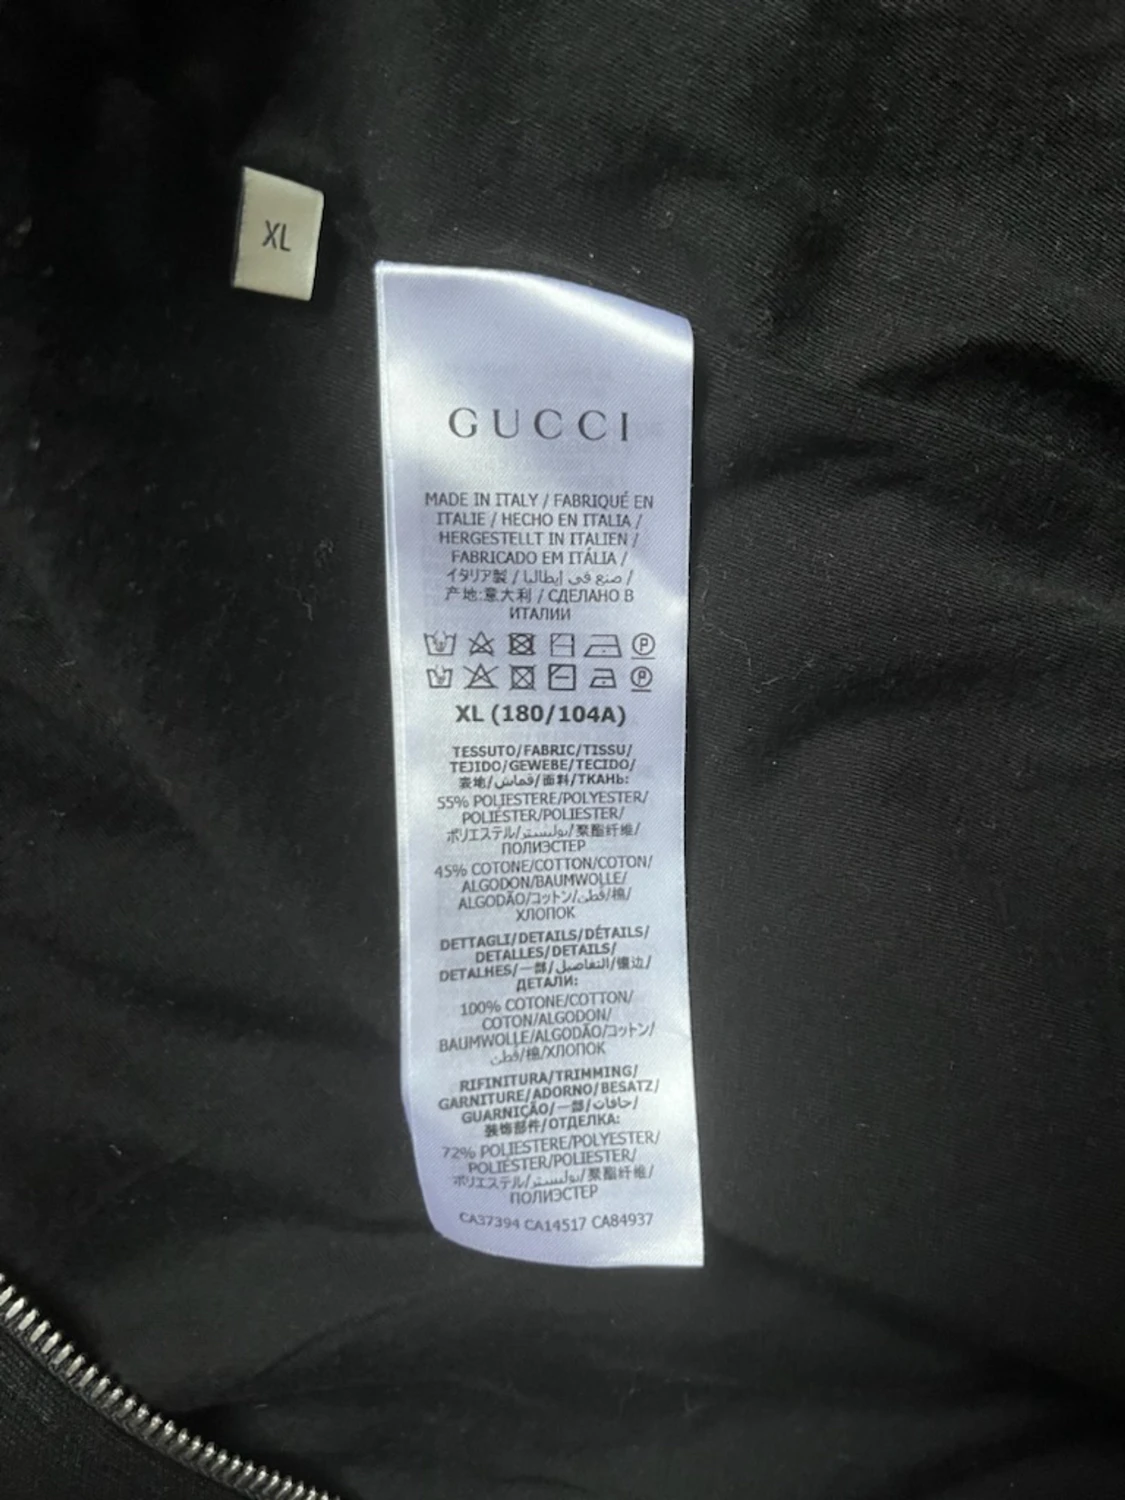 XL
GUCCI
MADE IN ITALY / FABRIQUÉ EN
ITALIE / HECHO EN ITALIA /
HERGESTELLT IN ITALIEN /
FABRICADO EM ITÁLIA /
イタリア製 / صنع في إيطاليا /
产地:意大利 / СДЕЛАНО В
ИТАЛИИ
P
P
XL (180/104A)
TESSUTO/FABRIC/TISSU/
TEJIDO/GEWEBE/TECIDO/
表地/قماش/面料/ТКАНЬ:
55% POLIESTERE/POLYESTER/
POLIÉSTER/POLIESTER/
ポリエステル/بوليستر/聚酯纤维/
ПОЛИЭСТЕР
45% COTONE/COTTON/COTON/
ALGODON/BAUMWOLLE/
ALGODÃO/コットン/قطن/棉/
ХЛОПОК
DETTAGLI/DETAILS/DÉTAILS/
DETALLES/DETAILS/
DETALHES/一部/التفاصيل/镶边/
ДЕТАЛИ:
100% COTONE/COTTON/
COTON/ALGODON/
BAUMWOLLE/ALGODÃO/コットン/
قطن/棉/ХЛОПОК
RIFINITURA/TRIMMING/
GARNITURE/ADORNO/BESATZ/
GUARNIÇÃO/一部/حافات/
装饰部件/ОТДЕЛКА:
72% POLIESTERE/POLYESTER/
POLIÉSTER/POLIESTER/
ポリエステル/بوليستر/聚酯纤维/
ПОЛИЭСТЕР
CA37394 CA14517 CA84937